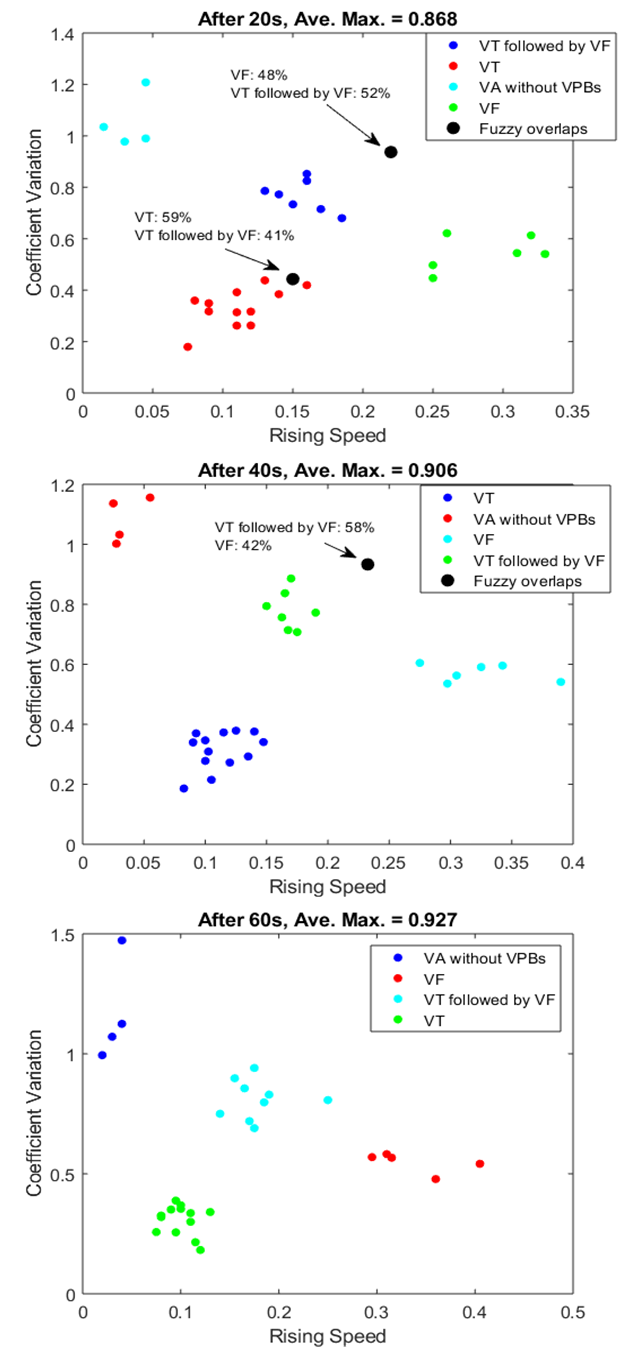 After 20s, Ave. Max. = 0.868
1.4
1.2
1
0.8
0.6
0.4
0.2
0
Coefficient Variation
VF: 48%
VT followed by VF: 52%
VT: 59%
VT followed by VF: 41%
VT followed by VF
VT
VA without VPBs
VF
Fuzzy overlaps
0 0.05 0.1 0.15 0.2 0.25 0.3 0.35
Rising Speed
After 40s, Ave. Max. = 0.906
1.2
1
0.8
0.6
0.4
0.2
0
Coefficient Variation
VT followed by VF: 58%
VF: 42%
VT
VA without VPBs
VF
VT followed by VF
Fuzzy overlaps
0 0.05 0.1 0.15 0.2 0.25 0.3 0.35 0.4
Rising Speed
After 60s, Ave. Max. = 0.927
1.5
1
0.5
0
Coefficient Variation
VA without VPBs
VF
VT followed by VF
VT
0 0.1 0.2 0.3 0.4 0.5
Rising Speed